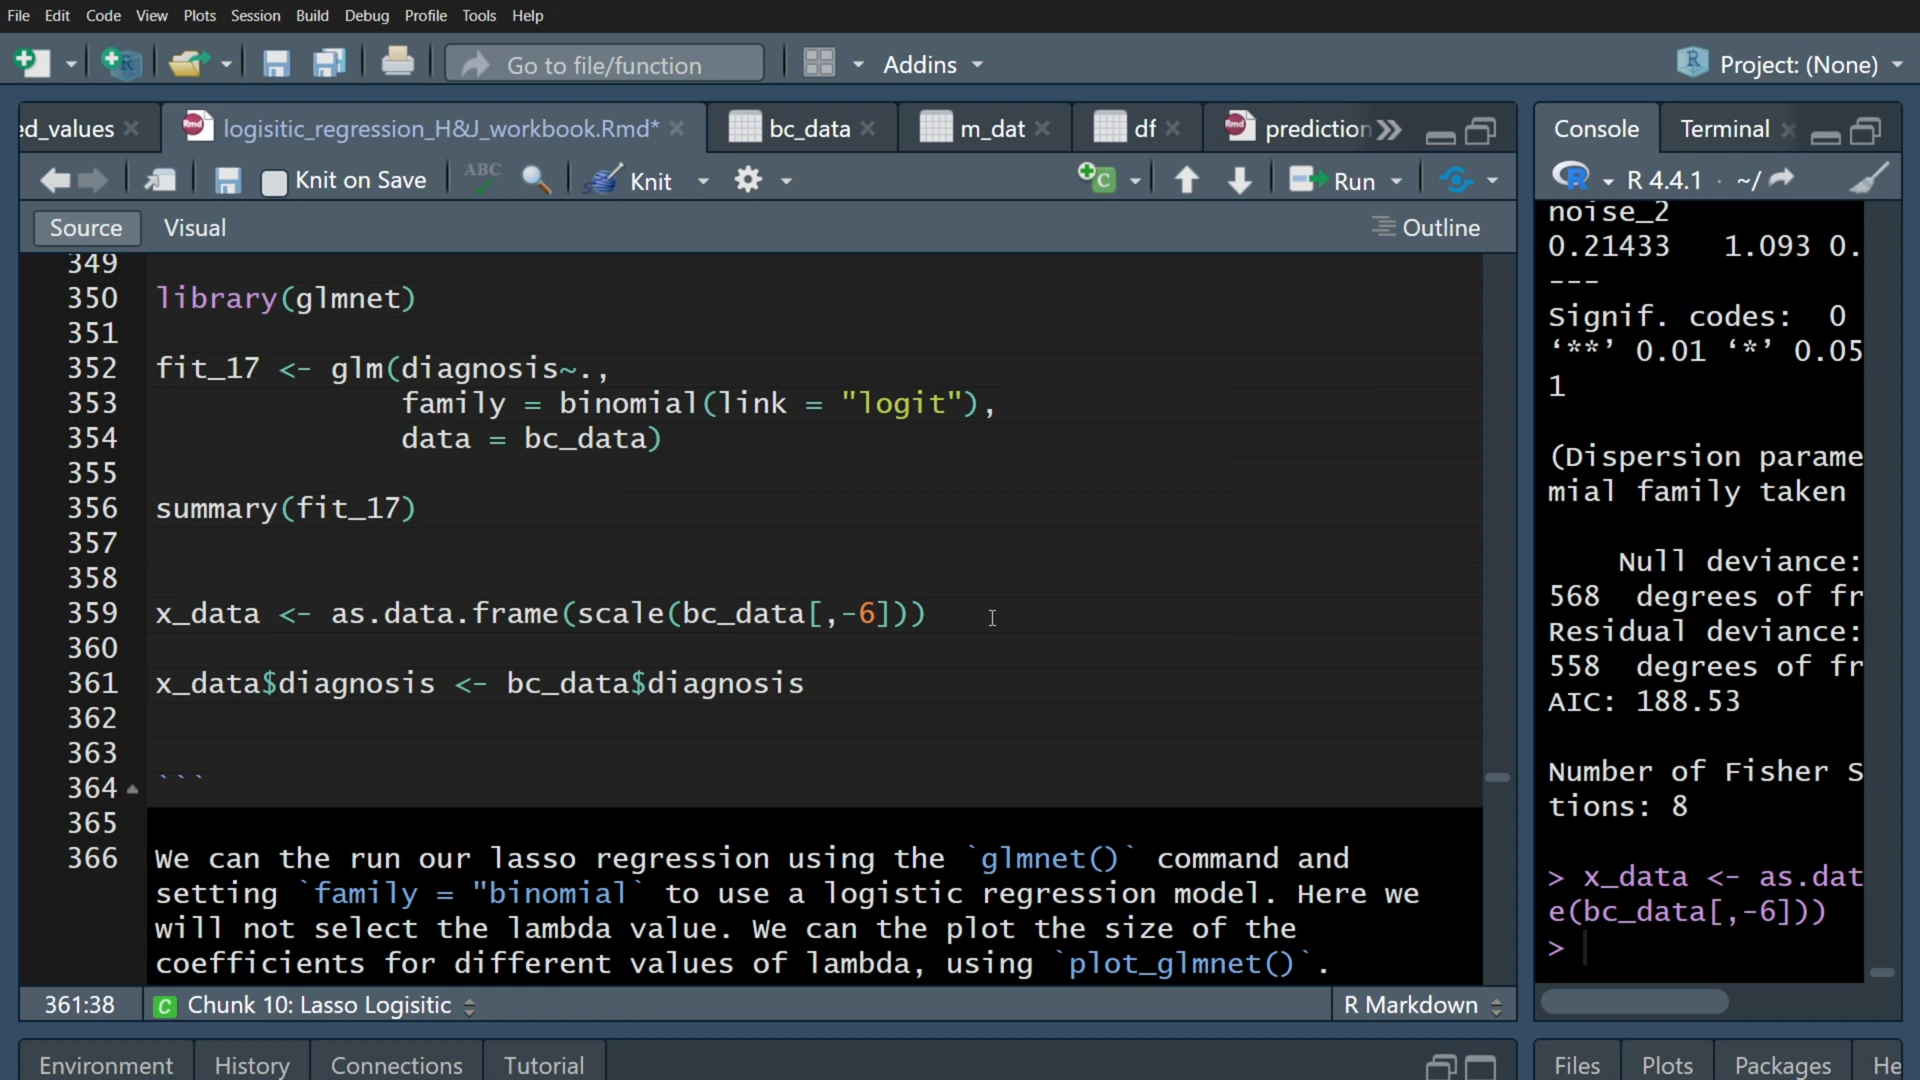 File Edit Code View Plots Session Build Debug Profile Tools Help
Go to file/function Addins Project: (None)
ed_values logisitic_regression_H&J_workbook.Rmd* bc_data m_dat df prediction
Knit on Save ABC Knit Run
Source Visual Outline
349
350 library(glmnet)
351
352 fit_17 <- glm(diagnosis~.,
353 family = binomial(link = "logit"),
354 data = bc_data)
355
356 summary(fit_17)
357
358
359 x_data <- as.data.frame(scale(bc_data[,-6]))
360
361 x_data$diagnosis <- bc_data$diagnosis
362
363
364 ```
365
366 We can the run our lasso regression using the `glmnet()` command and
setting `family = "binomial` to use a logistic regression model. Here we
will not select the lambda value. We can the plot the size of the
coefficients for different values of lambda, using `plot_glmnet()`.
361:38 C Chunk 10: Lasso Logisitic R Markdown
Environment History Connections Tutorial
Console Terminal
R 4.4.1 · ~/
noise_2
0.21433 1.093 0.
---
Signif. codes: 0
‘**’ 0.01 ‘*’ 0.05
1
(Dispersion parame
mial family taken
Null deviance:
568 degrees of fr
Residual deviance:
558 degrees of fr
AIC: 188.53
Number of Fisher S
tions: 8
> x_data <- as.dat
e(bc_data[,-6]))
>
Files Plots Packages He